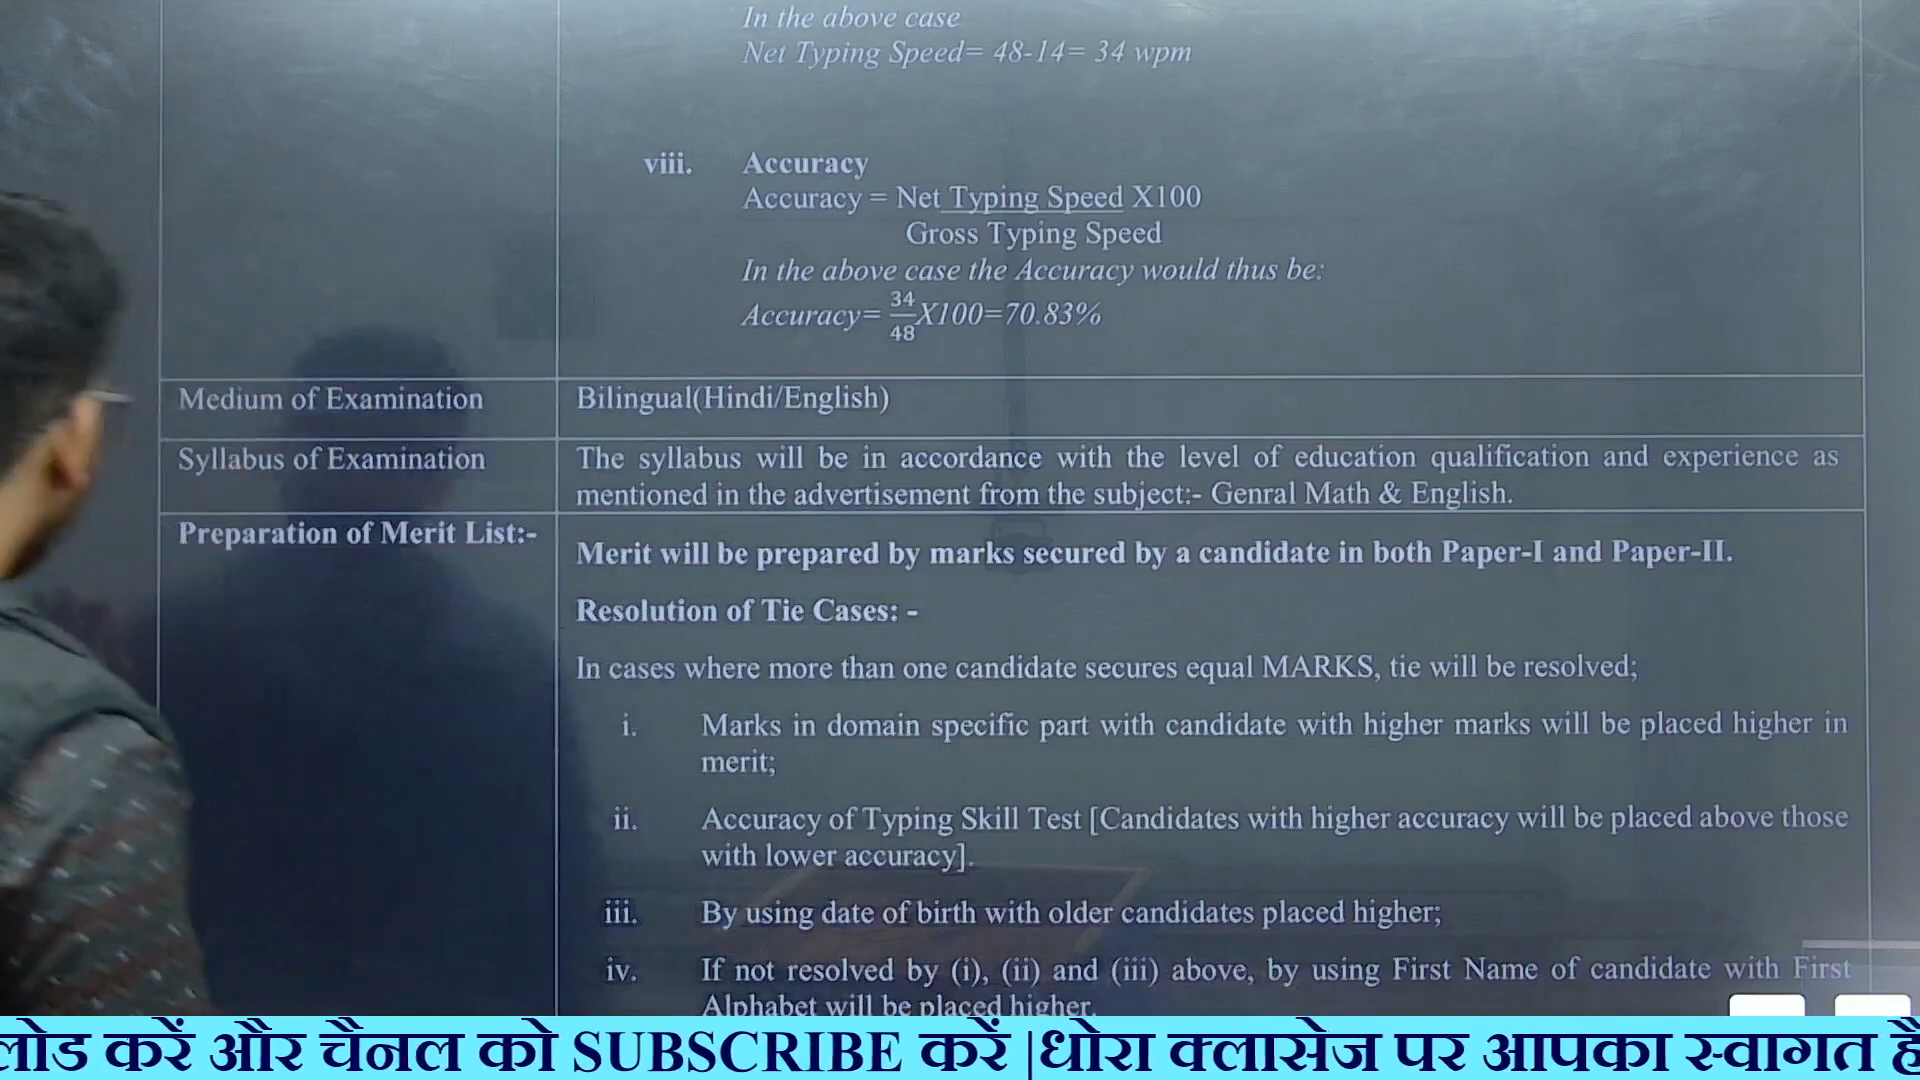 In the above case
Net Typing Speed= 48-14= 34 wpm
viii. Accuracy
Accuracy = Net Typing Speed X100
Gross Typing Speed
In the above case the Accuracy would thus be:
Accuracy= 34/48 X100=70.83%
Medium of Examination
Bilingual(Hindi/English)
Syllabus of Examination
The syllabus will be in accordance with the level of education qualification and experience as
mentioned in the advertisement from the subject:- Genral Math & English.
Preparation of Merit List:-
Merit will be prepared by marks secured by a candidate in both Paper-I and Paper-II.
Resolution of Tie Cases: -
In cases where more than one candidate secures equal MARKS, tie will be resolved;
i. Marks in domain specific part with candidate with higher marks will be placed higher in
merit;
ii. Accuracy of Typing Skill Test [Candidates with higher accuracy will be placed above those
with lower accuracy].
iii. By using date of birth with older candidates placed higher;
iv. If not resolved by (i), (ii) and (iii) above, by using First Name of candidate with First
Alphabet will be placed higher.
लोड करें और चैनल को SUBSCRIBE करें |धोरा क्लासेज पर आपका स्वागत है